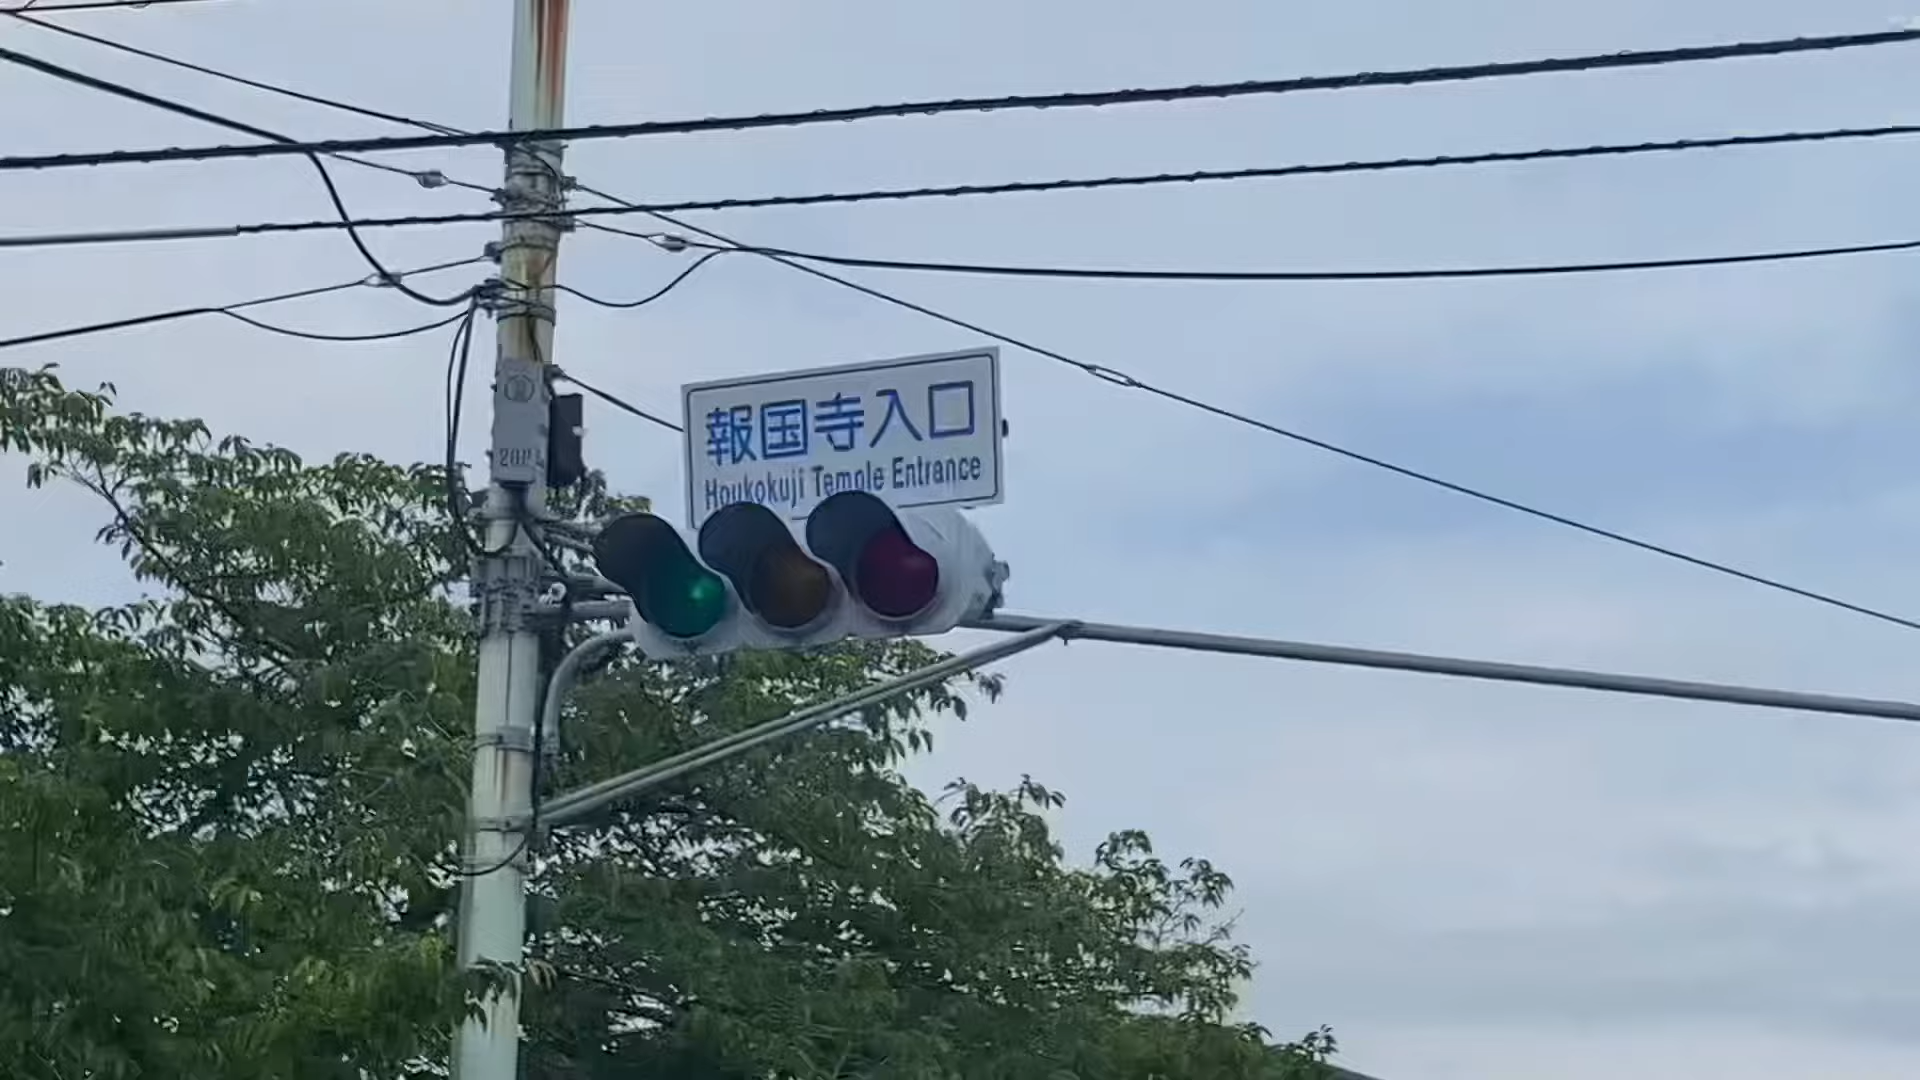 報国寺入口
Houkokuji Temple Entrance